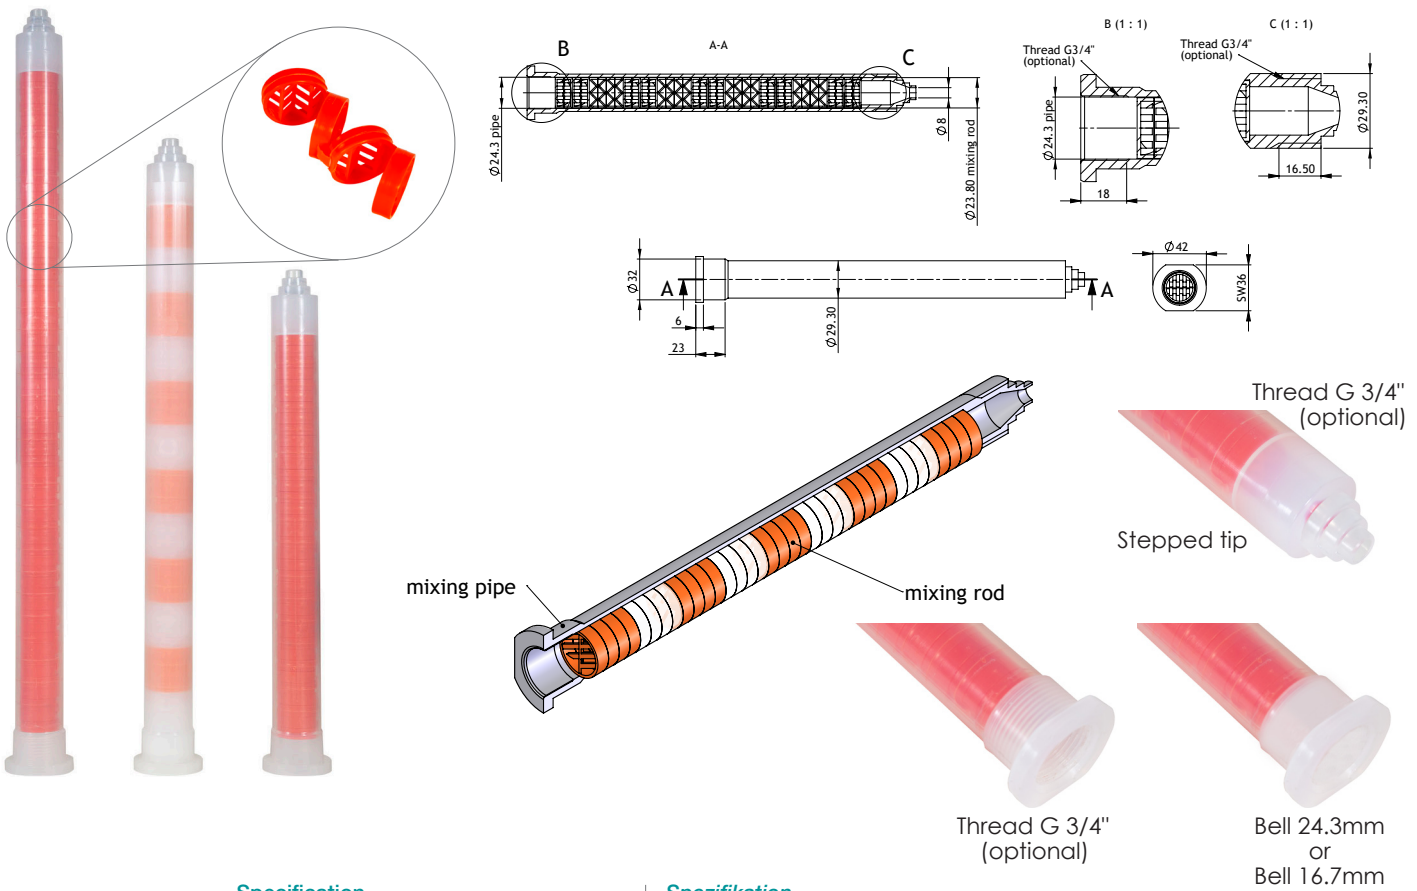 B
A-A
C
Ø24.3 pipe
Ø8
Ø23.80 mixing rod
B (1 : 1)
Thread G3/4"
(optional)
Ø24.3 pipe
18
C (1 : 1)
Thread G3/4"
(optional)
Ø29.30
16.50
Ø32
A
6
23
Ø29.30
A
Ø42
SW36
Thread G 3/4"
(optional)
Stepped tip
mixing pipe
mixing rod
Thread G 3/4"
(optional)
Bell 24.3mm
or
Bell 16.7mm
Specification
Spezifikation